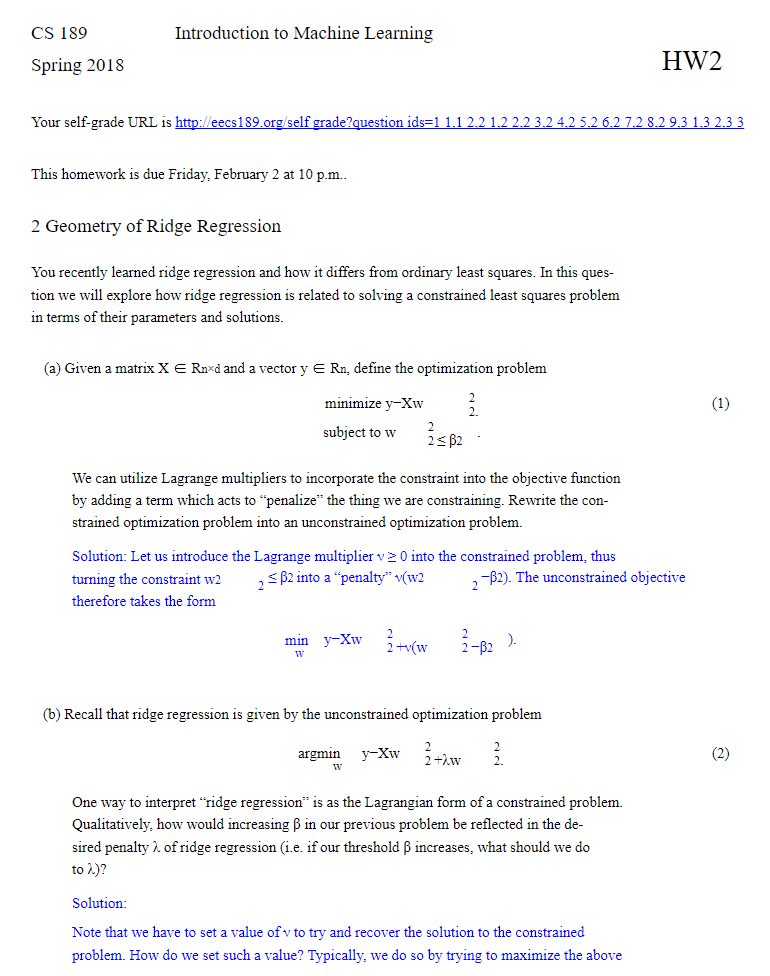 CS 189 Introduction to Machine Learning
Spring 2018 HW2
Your self-grade URL is http://eecs189.org/self grade?question ids=1 1.1 2.2 1.2 2.2 3.2 4.2 5.2 6.2 7.2 8.2 9.3 1.3 2.3 3
This homework is due Friday, February 2 at 10 p.m..
2 Geometry of Ridge Regression
You recently learned ridge regression and how it differs from ordinary least squares. In this ques-
tion we will explore how ridge regression is related to solving a constrained least squares problem
in terms of their parameters and solutions.
(a) Given a matrix X ∈ Rn×d and a vector y ∈ Rn, define the optimization problem
minimize y−Xw 2 2. (1)
subject to w 2 2 ≤ β2 .
We can utilize Lagrange multipliers to incorporate the constraint into the objective function
by adding a term which acts to “penalize” the thing we are constraining. Rewrite the con-
strained optimization problem into an unconstrained optimization problem.
Solution: Let us introduce the Lagrange multiplier ν ≥ 0 into the constrained problem, thus
turning the constraint w2 2 ≤ β2 into a “penalty” ν(w2 2 −β2). The unconstrained objective
therefore takes the form
min w y−Xw 2 2 +ν(w 2 2 −β2 ).
(b) Recall that ridge regression is given by the unconstrained optimization problem
argmin w y−Xw 2 2 +λw 2 2. (2)
One way to interpret “ridge regression” is as the Lagrangian form of a constrained problem.
Qualitatively, how would increasing β in our previous problem be reflected in the de-
sired penalty λ of ridge regression (i.e. if our threshold β increases, what should we do
to λ)?
Solution:
Note that we have to set a value of ν to try and recover the solution to the constrained
problem. How do we set such a value? Typically, we do so by trying to maximize the above